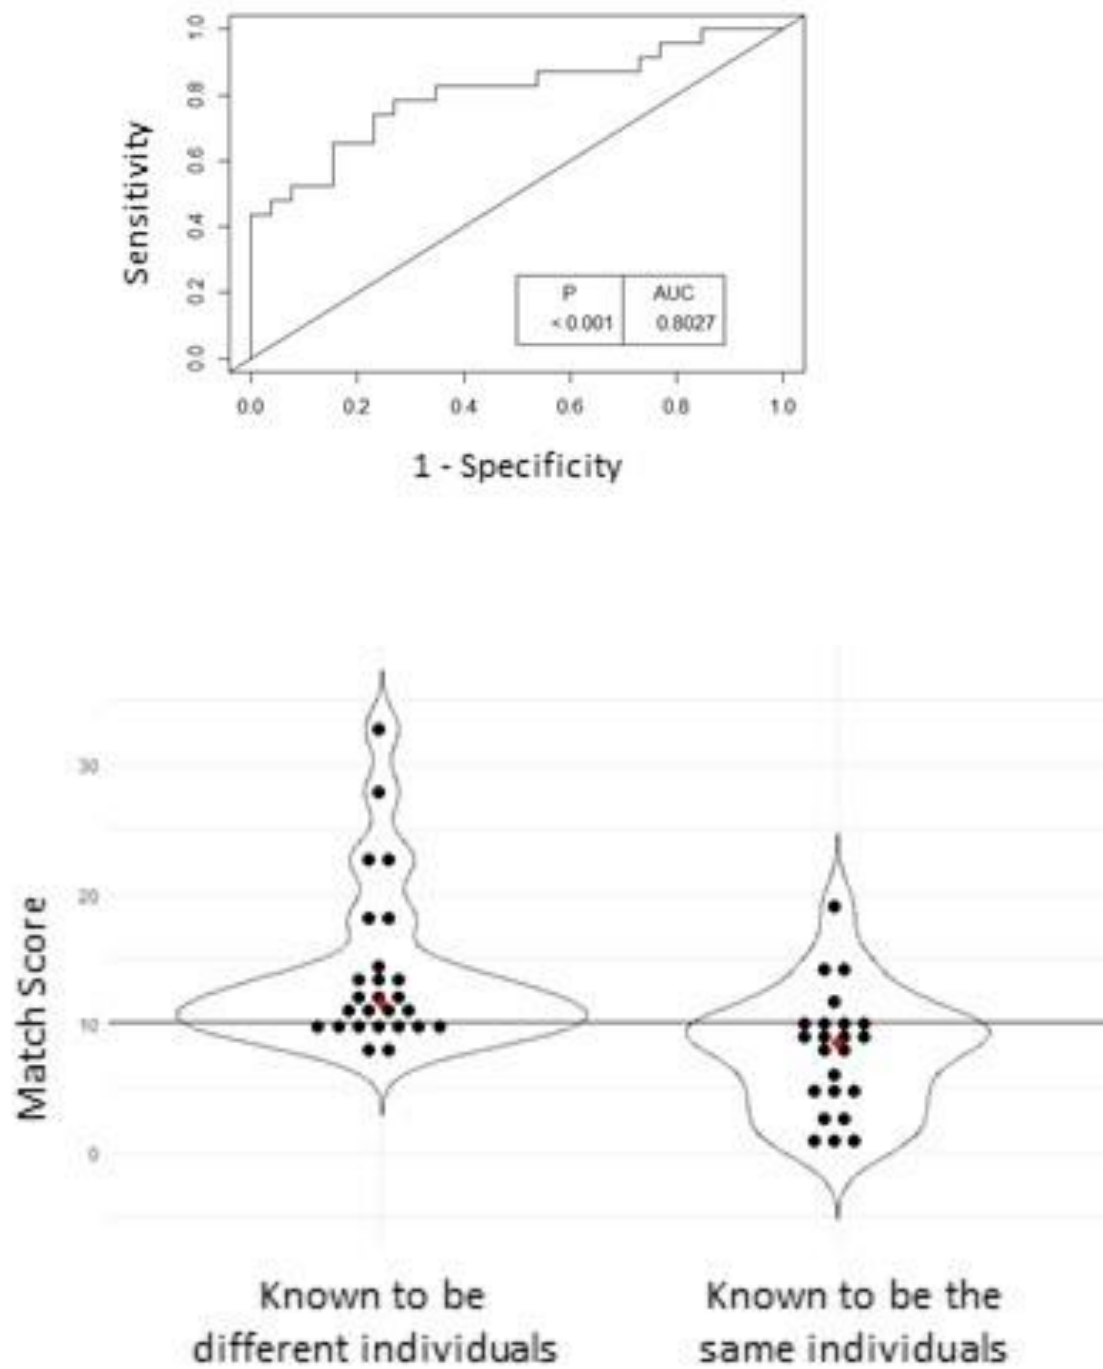 1.0
0.8
0.6
0.4
0.2
0.0
Sensitivity
P AUC
< 0.001 0.8027
0.0 0.2 0.4 0.6 0.8 1.0
1 - Specificity
30
20
10
0
Match Score
Known to be
different individuals
Known to be the
same individuals